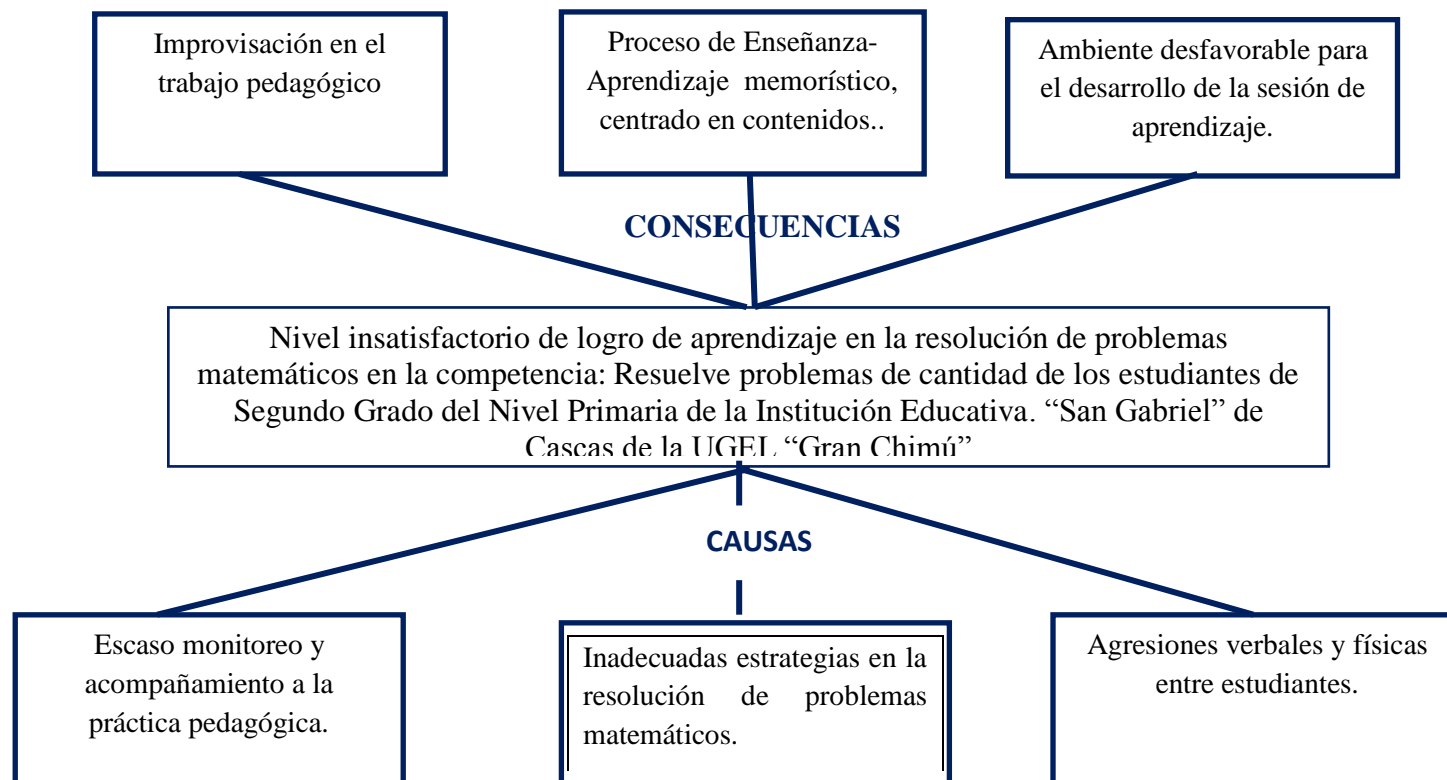 Improvisación en el
trabajo pedagógico
Proceso de Enseñanza-
Aprendizaje memorístico,
centrado en contenidos..
Ambiente desfavorable para
el desarrollo de la sesión de
aprendizaje.
CONSECUENCIAS
Nivel insatisfactorio de logro de aprendizaje en la resolución de problemas
matemáticos en la competencia: Resuelve problemas de cantidad de los estudiantes de
Segundo Grado del Nivel Primaria de la Institución Educativa. “San Gabriel” de
Cascas de la UGEL “Gran Chimú”
CAUSAS
Escaso monitoreo y
acompañamiento a la
práctica pedagógica.
Inadecuadas estrategias en la
resolución de problemas
matemáticos.
Agresiones verbales y físicas
entre estudiantes.